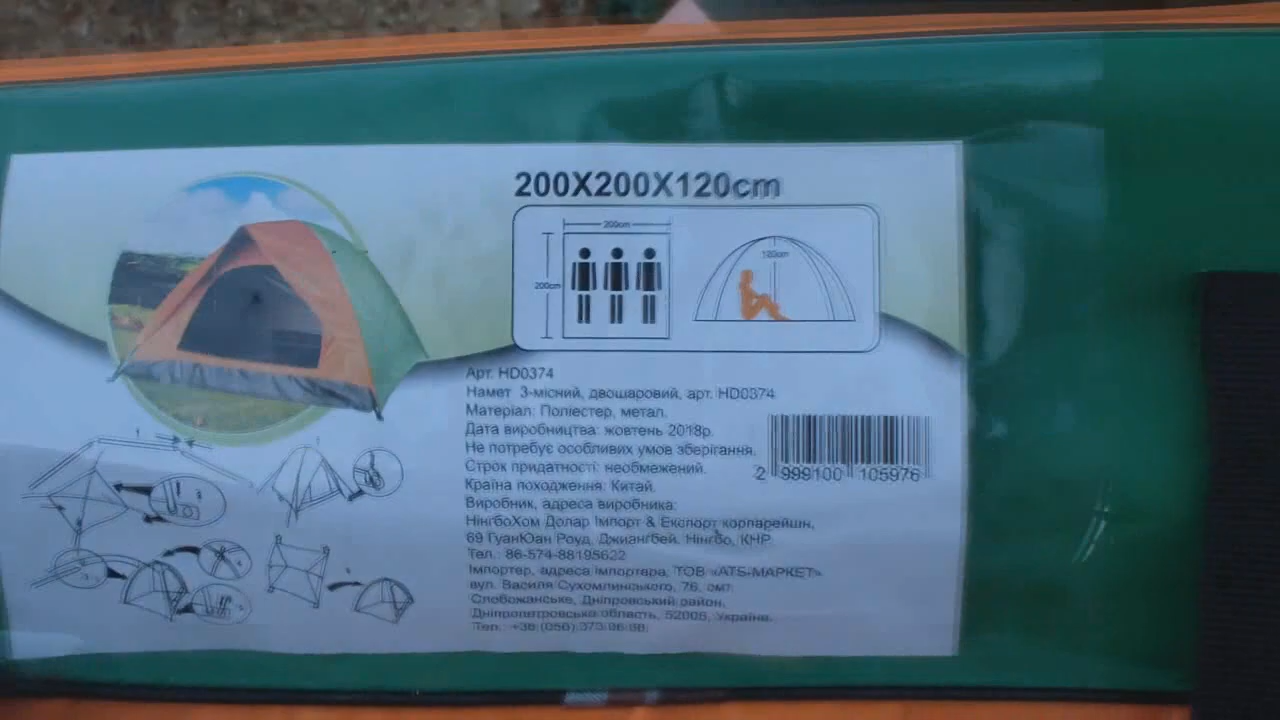 200X200X120cm
200cm
200cm
120cm
Арт. HD0374
Намет 3-місний, двошаровий, арт. HD0374
Матеріал: Поліестер, метал.
Дата виробництва: жовтень 2018р.
Не потребує особливих умов зберігання.
Строк придатності: необмежений.
Країна походження: Китай.
Виробник, адреса виробника:
НінгбоХом Долар Імпорт & Експорт корпарейшн,
69 ГуанЮан Роуд, Джиангбей, Нінгбо, КНР
Тел.: 86-574-88195622
Імпортер, адреса імпортера, ТОВ «ATS-МАРКЕТ»
вул. Василя Сухомлинського, 76, смт.
Слобожанське, Дніпровський район,
Дніпропетровська область, 52005, Україна.
Тел.: +38 (056) 373
2 999100 105976